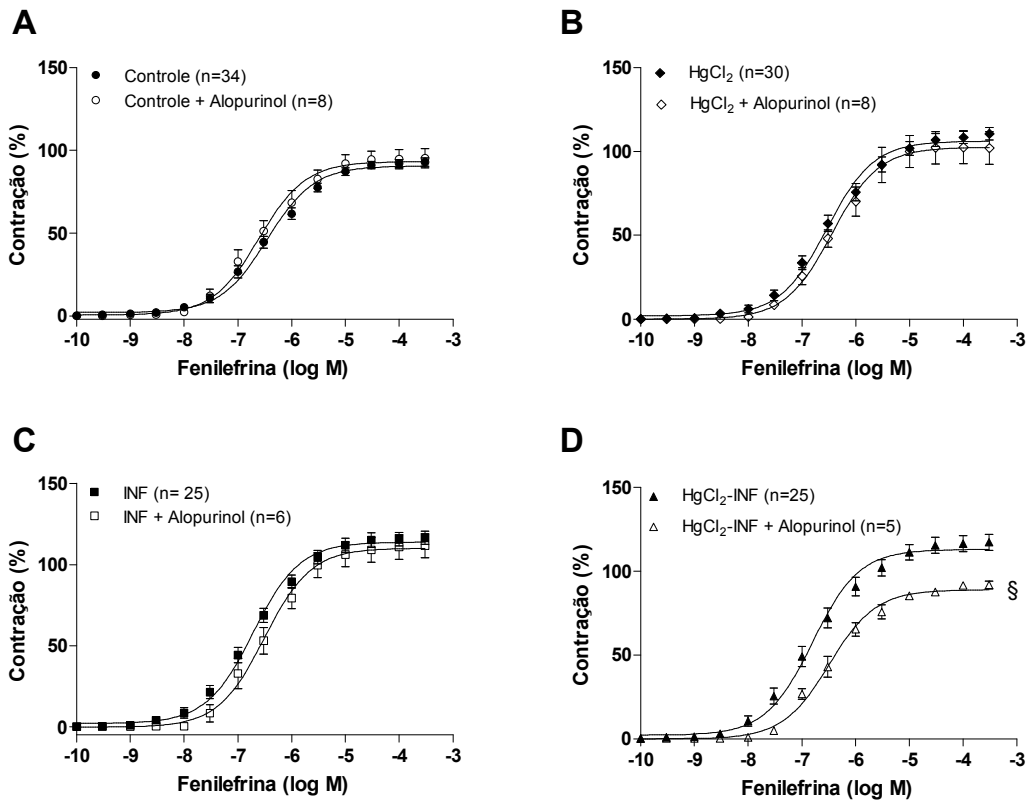 A
150
100
50
0
Contração (%)
Controle (n=34)
Controle + Alopurinol (n=8)
-10 -9 -8 -7 -6 -5 -4 -3
Fenilefrina (log M)
B
150
100
50
0
Contração (%)
HgCl₂ (n=30)
HgCl₂ + Alopurinol (n=8)
-10 -9 -8 -7 -6 -5 -4 -3
Fenilefrina (log M)
C
150
100
50
0
Contração (%)
INF (n= 25)
INF + Alopurinol (n=6)
-10 -9 -8 -7 -6 -5 -4 -3
Fenilefrina (log M)
D
150
100
50
0
Contração (%)
HgCl₂-INF (n=25)
HgCl₂-INF + Alopurinol (n=5)
§
-10 -9 -8 -7 -6 -5 -4 -3
Fenilefrina (log M)